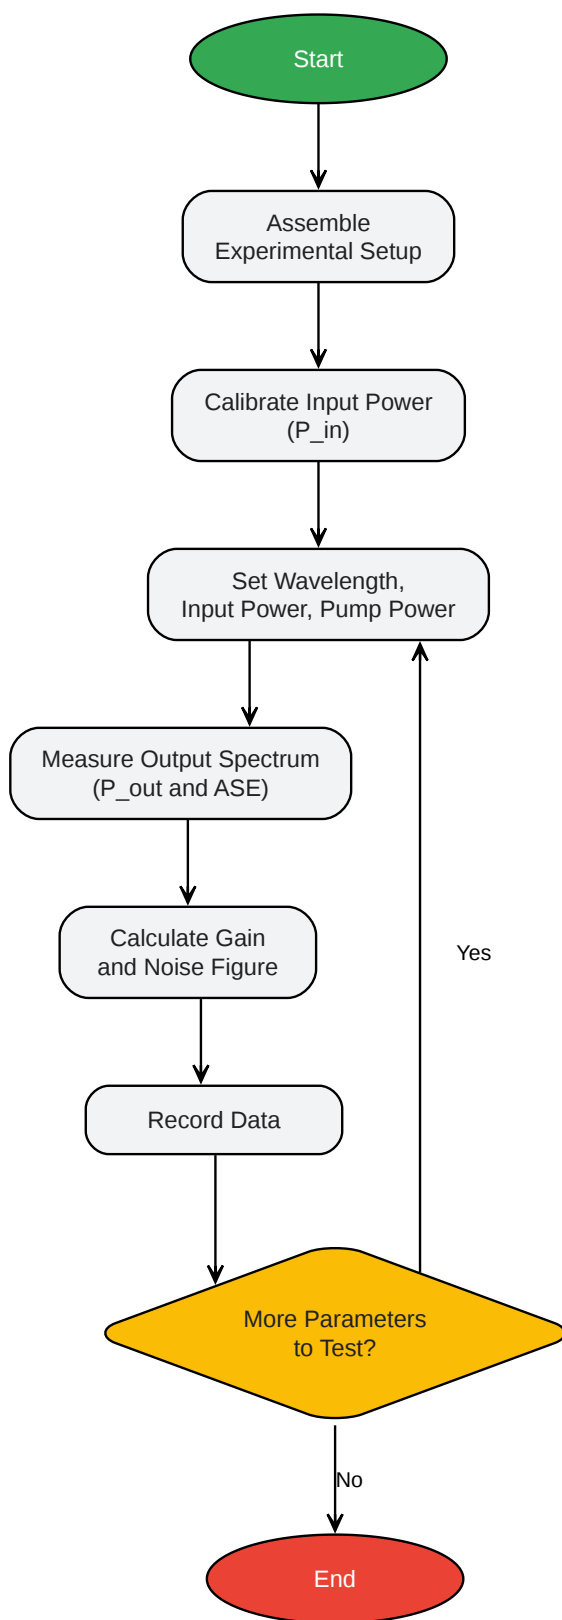 Start
Assemble
Experimental Setup
Calibrate Input Power
(P_in)
Set Wavelength,
Input Power, Pump Power
Measure Output Spectrum
(P_out and ASE)
Calculate Gain
and Noise Figure
Yes
Record Data
More Parameters
to Test?
No
End